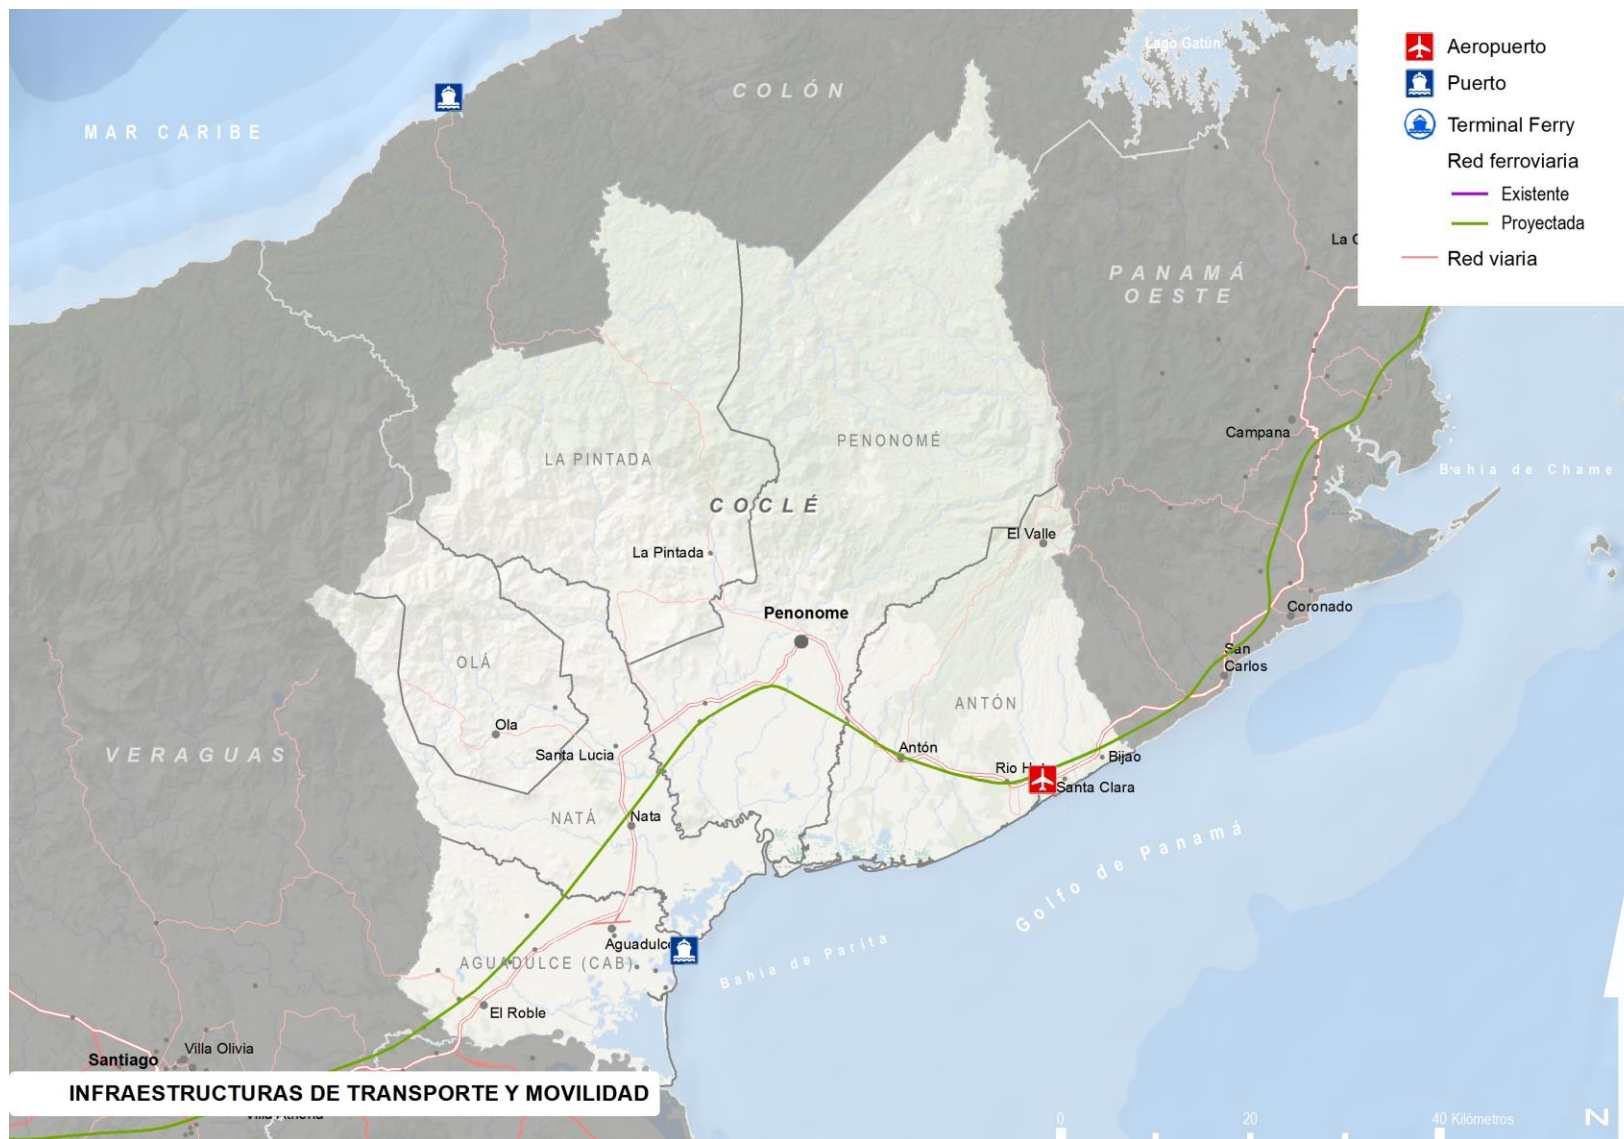 Lago Gatún
Aeropuerto
Puerto
Terminal Ferry
Red ferroviaria
Existente
Proyectada
Red viaria
COLÓN
MAR CARIBE
La C
PANAMÁ
OESTE
Campana
PENONOMÉ
LA PINTADA
Bahía de Chame
COCLÉ
El Valle
La Pintada
Penonome
Coronado
San
Carlos
OLÁ
ANTÓN
Ola
Santa Lucia
VERAGUAS
Antón
Bijao
Rio H
Santa Clara
NATÁ
Nata
Golfo de Panamá
Aguadulce
Bahía de Parita
AGUADULCE (CAB)
El Roble
Villa Olivia
Santiago
INFRAESTRUCTURAS DE TRANSPORTE Y MOVILIDAD
0 20 40 Kilómetros
N